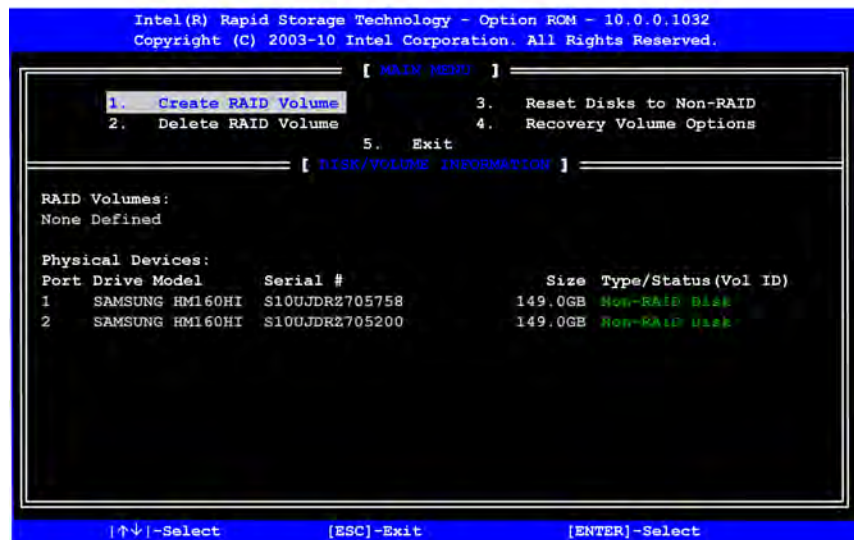 Intel(R) Rapid Storage Technology - Option ROM - 10.0.0.1032
Copyright (C) 2003-10 Intel Corporation. All Rights Reserved.
[ MAIN MENU ]
1. Create RAID Volume 3. Reset Disks to Non-RAID
2. Delete RAID Volume 4. Recovery Volume Options
5. Exit
[ DISK/VOLUME INFORMATION ]
RAID Volumes:
None Defined
Physical Devices:
Port Drive Model Serial # Size Type/Status(Vol ID)
1 SAMSUNG HM160HI S10UJDRZ705758 149.0GB Non-RAID Disk
2 SAMSUNG HM160HI S10UJDRZ705200 149.0GB Non-RAID Disk
[↑↓]-Select [ESC]-Exit [ENTER]-Select